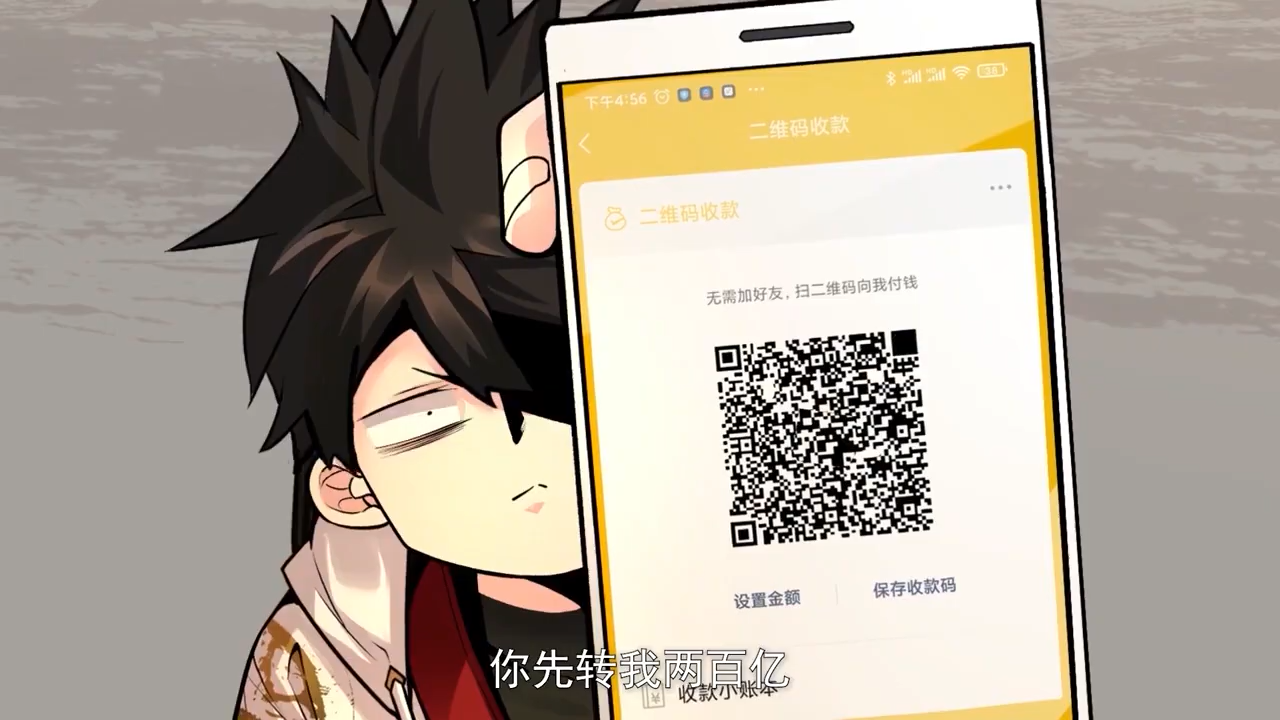 下午4:56
38
二维码收款
二维码收款
无需加好友，扫二维码向我付钱
设置金额
保存收款码
收款小账本
你先转我两百亿